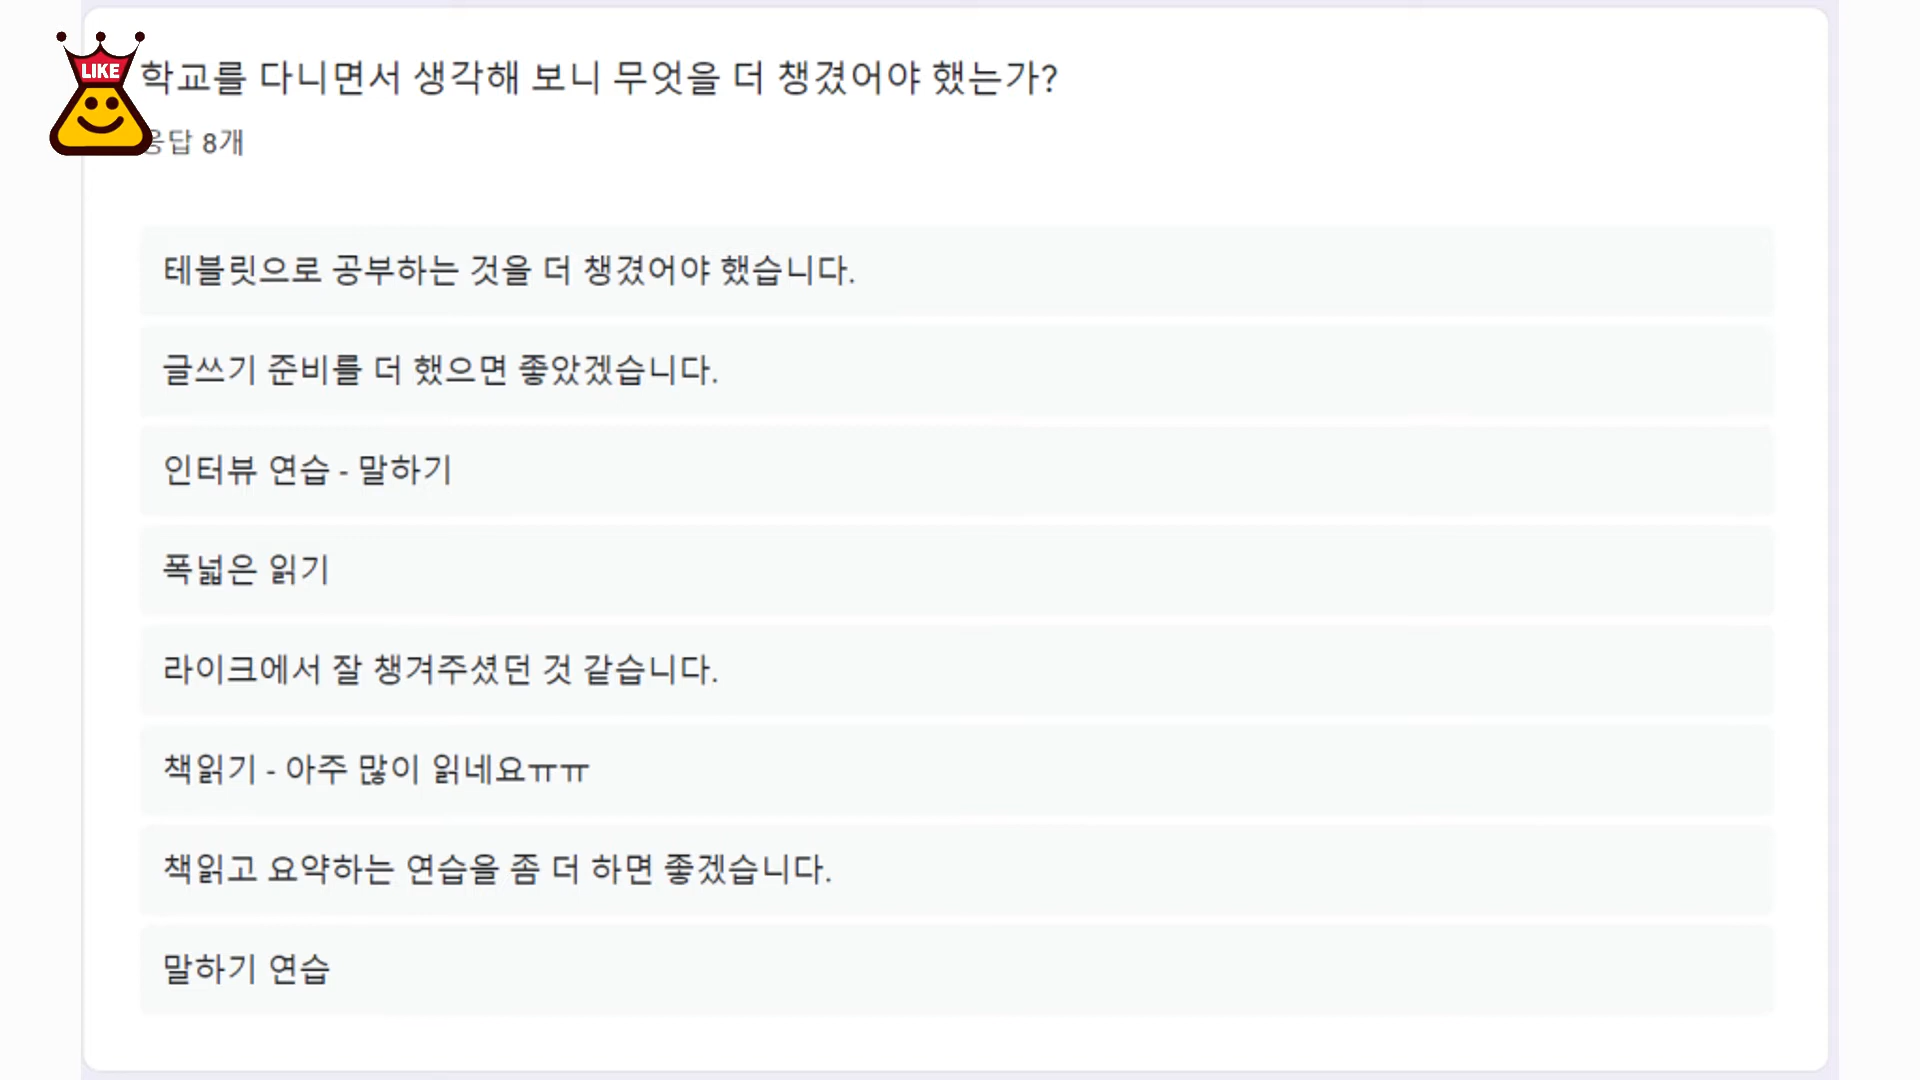 LIKE
학교를 다니면서 생각해 보니 무엇을 더 챙겼어야 했는가?
응답 8개
테블릿으로 공부하는 것을 더 챙겼어야 했습니다.
글쓰기 준비를 더 했으면 좋았겠습니다.
인터뷰 연습 - 말하기
폭넓은 읽기
라이크에서 잘 챙겨주셨던 것 같습니다.
책읽기 - 아주 많이 읽네요ㅠㅠ
책읽고 요약하는 연습을 좀 더 하면 좋겠습니다.
말하기 연습